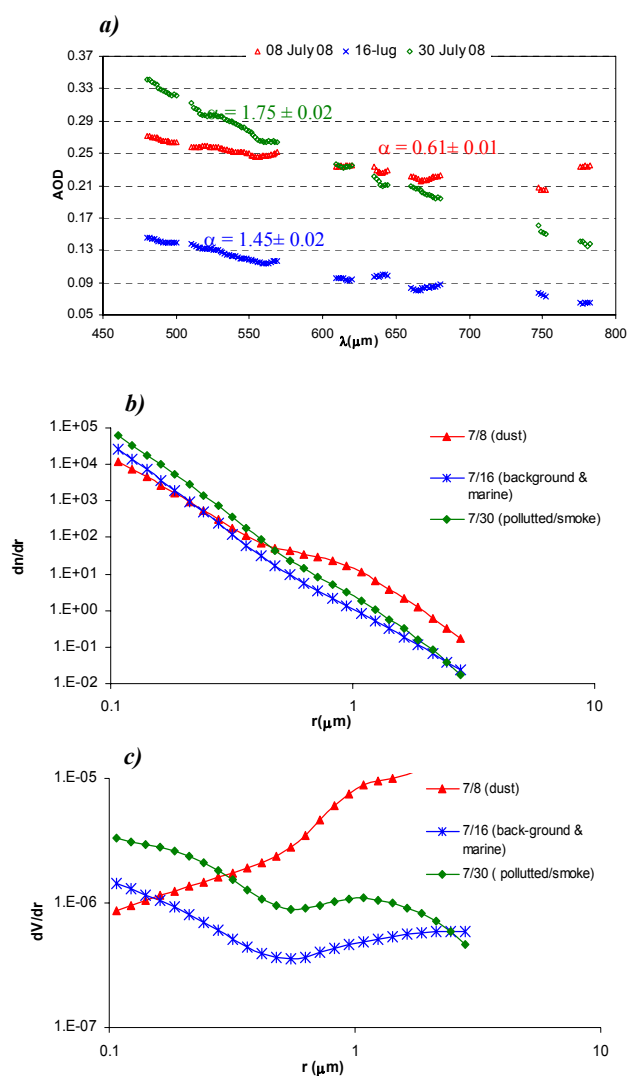 a)
08 July 08 16-lug 30 July 08
0.37
0.33
0.29
0.25
0.21
0.17
0.13
0.09
0.05
AOD
α = 1.75 ± 0.02
α = 0.61± 0.01
α = 1.45± 0.02
450 500 550 600 650 700 750 800
λ(μm)
b)
1.E+05
1.E+04
1.E+03
1.E+02
1.E+01
1.E+00
1.E-01
1.E-02
dn/dr
7/8 (dust)
7/16 (background &
marine)
7/30 (pollutted/smoke)
0.1 1 10
r(μm)
c)
1.E-05
1.E-06
1.E-07
dV/dr
7/8 (dust)
7/16 (back-ground &
marine)
7/30 ( pollutted/smoke)
0.1 1 10
r (μm)